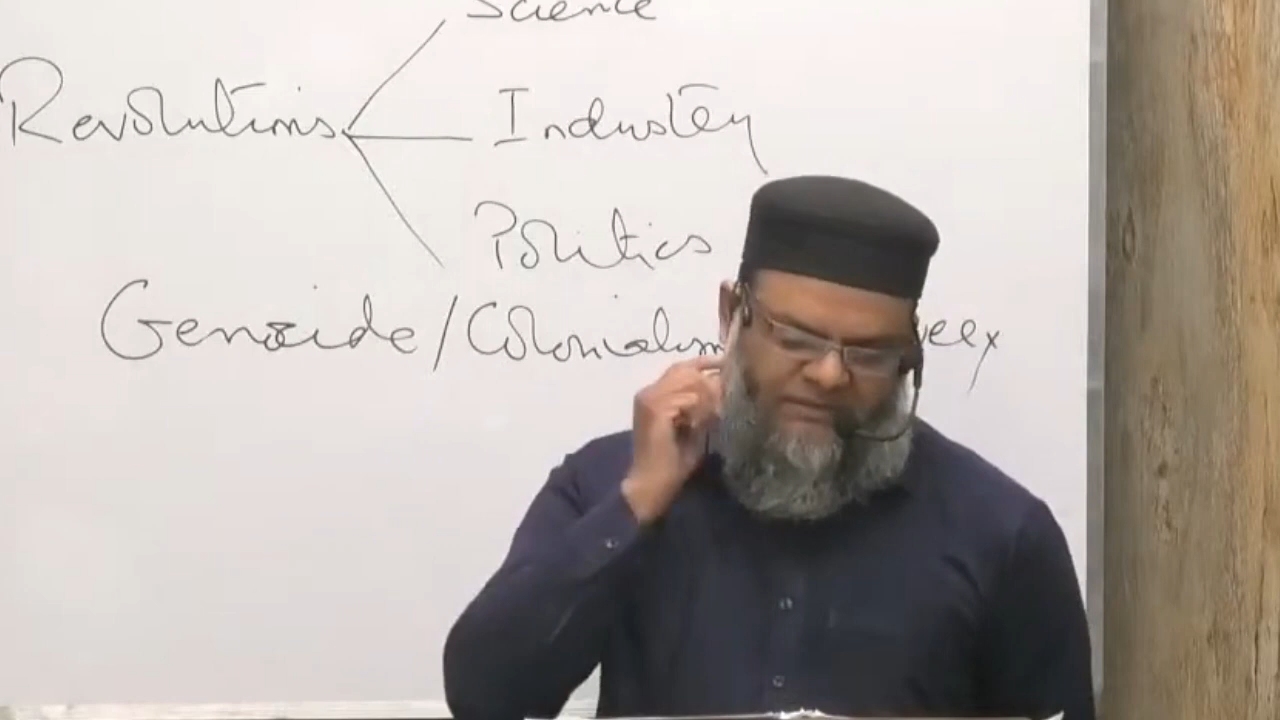 Science
Revolutions
Industry
Politics
Genocide/Colonialism